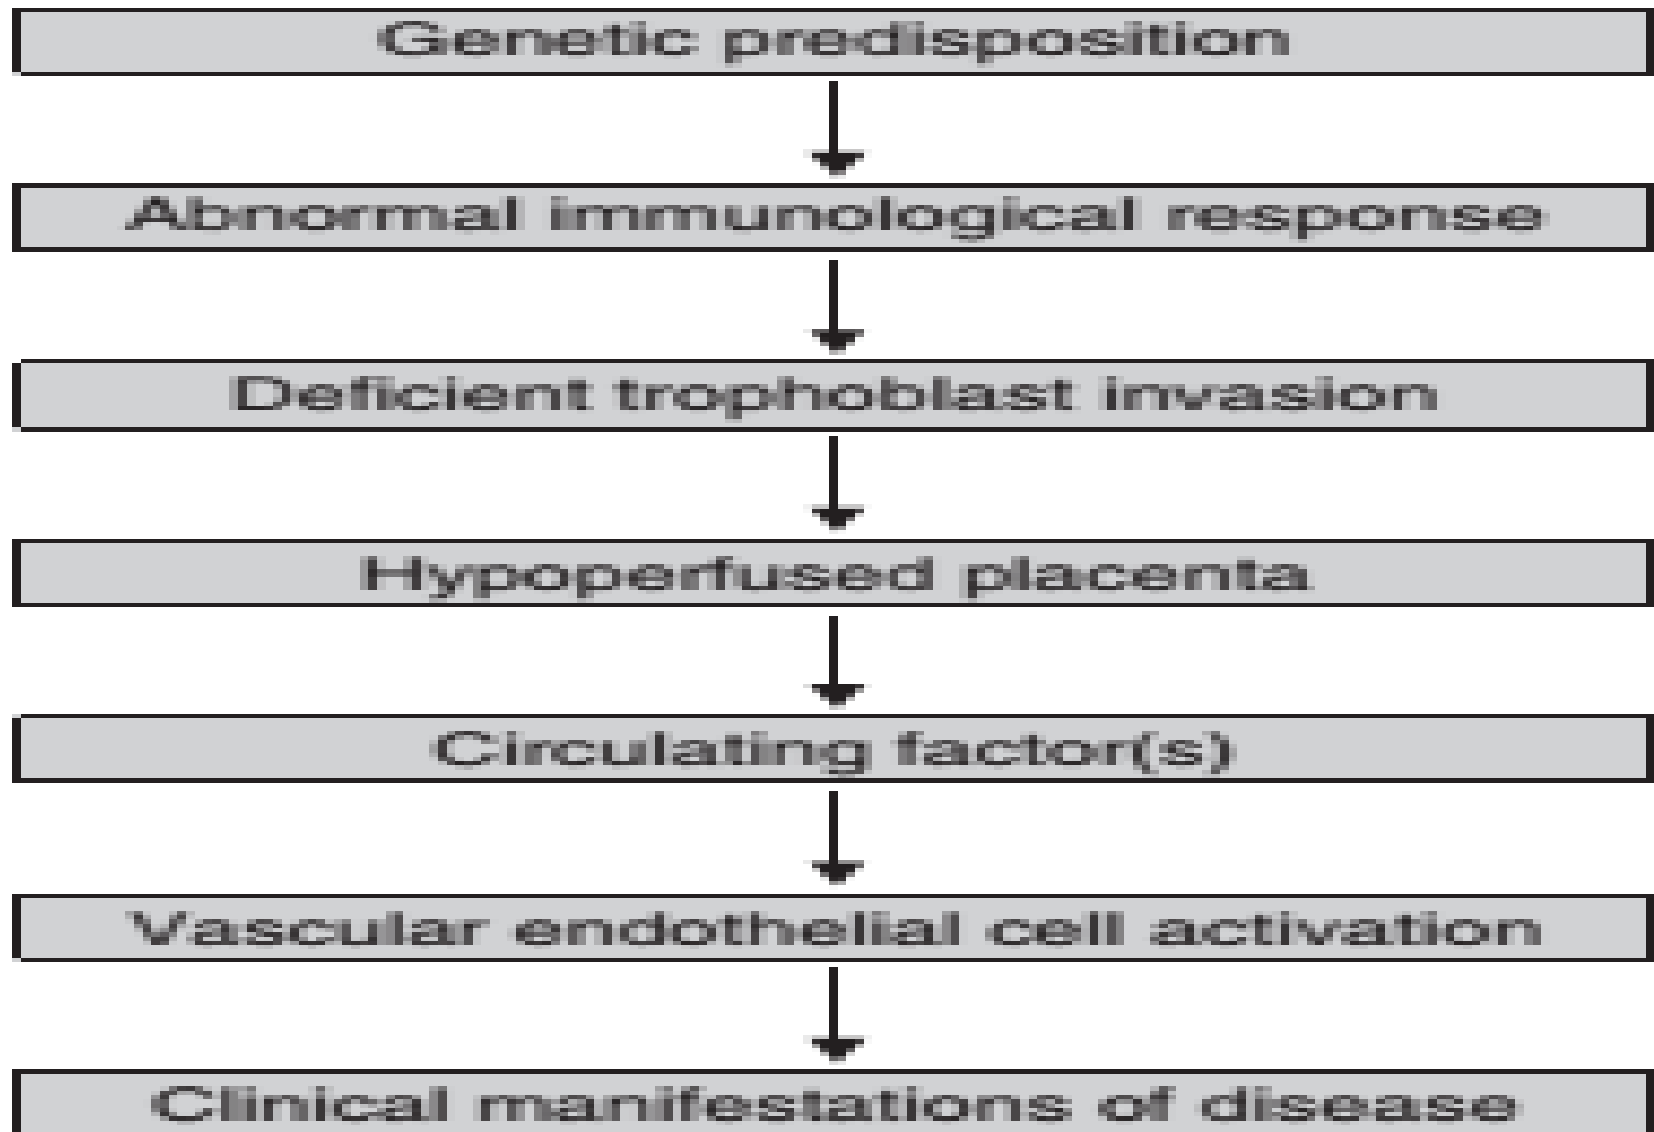 Genetic predisposition
Abnormal immunological response
Deficient trophoblast invasion
Hypoperfused placenta
Circulating factor(s)
Vascular endothelial cell activation
Clinical manifestations of disease